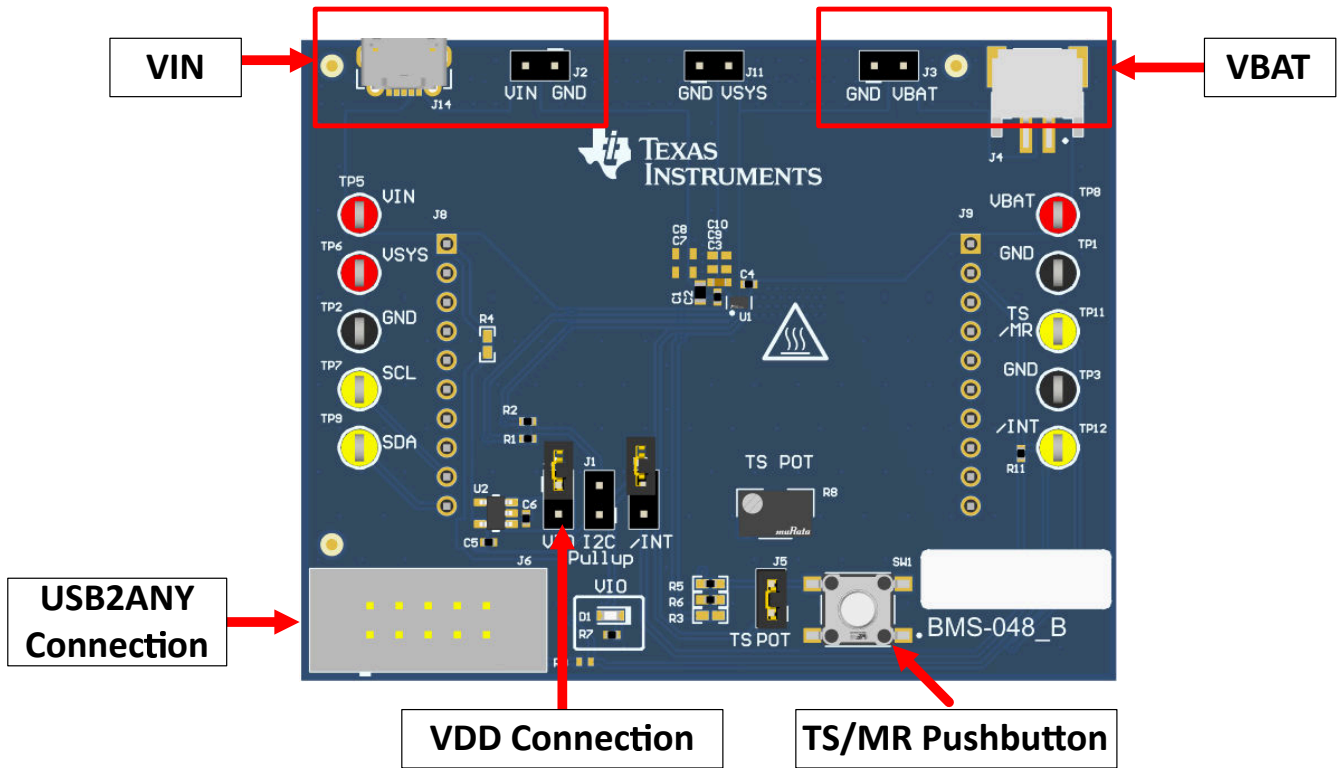 VIN
VBAT
J14
J2
VIN GND
J11
GND VSYS
J3
GND VBAT
J4
TEXAS
INSTRUMENTS
TP5
VIN
J8
TP6
VSYS
TP2
GND
TP7
SCL
TP9
SDA
R4
C8
C7
C10
C9
C3
C4
C1
C2
U1
J9
VBAT
TP8
GND
TP1
TS
/MR
TP11
GND
TP3
/INT
TP12
R11
R2
R1
J1
U2
C6
C5
I2C
/INT
Pullup
TS POT
R8
muRata
J6
VIO
D1
R7
R5
R6
R3
J5
TS POT
SW1
BMS-048_B
USB2ANY
Connection
VDD Connection
TS/MR Pushbutton